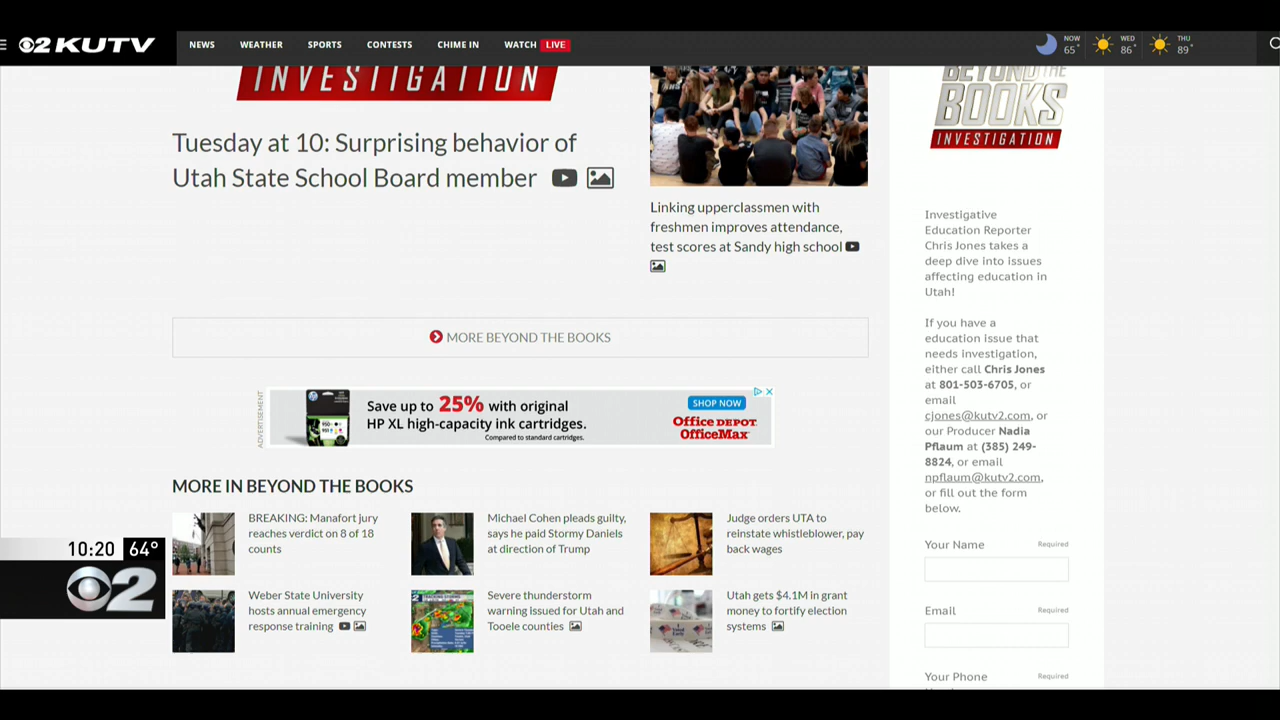 2 KUTV
NEWS
WEATHER
SPORTS
CONTESTS
CHIME IN
WATCH LIVE
NOW
65°
WED
86°
THU
89°
INVESTIGATION
Tuesday at 10: Surprising behavior of
Utah State School Board member
Linking upperclassmen with
freshmen improves attendance,
test scores at Sandy high school
MORE BEYOND THE BOOKS
ADVERTISEMENT
Save up to 25% with original
HP XL high-capacity ink cartridges.
Compared to standard cartridges.
SHOP NOW
Office DEPOT
OfficeMax
MORE IN BEYOND THE BOOKS
BREAKING: Manafort jury
reaches verdict on 8 of 18
counts
Michael Cohen pleads guilty,
says he paid Stormy Daniels
at direction of Trump
Judge orders UTA to
reinstate whistleblower, pay
back wages
Weber State University
hosts annual emergency
response training
Severe thunderstorm
warning issued for Utah and
Tooele counties
Utah gets $4.1M in grant
money to fortify election
systems
BEYOND THE
BOOKS
INVESTIGATION
Investigative
Education Reporter
Chris Jones takes a
deep dive into issues
affecting education in
Utah!
If you have a
education issue that
needs investigation,
either call Chris Jones
at 801-503-6705, or
email
cjones@kutv2.com, or
our Producer Nadia
Pflaum at (385) 249-
8824, or email
npflaum@kutv2.com,
or fill out the form
below.
Your Name
Required
Email
Required
Your Phone
Required
10:20 64°
2